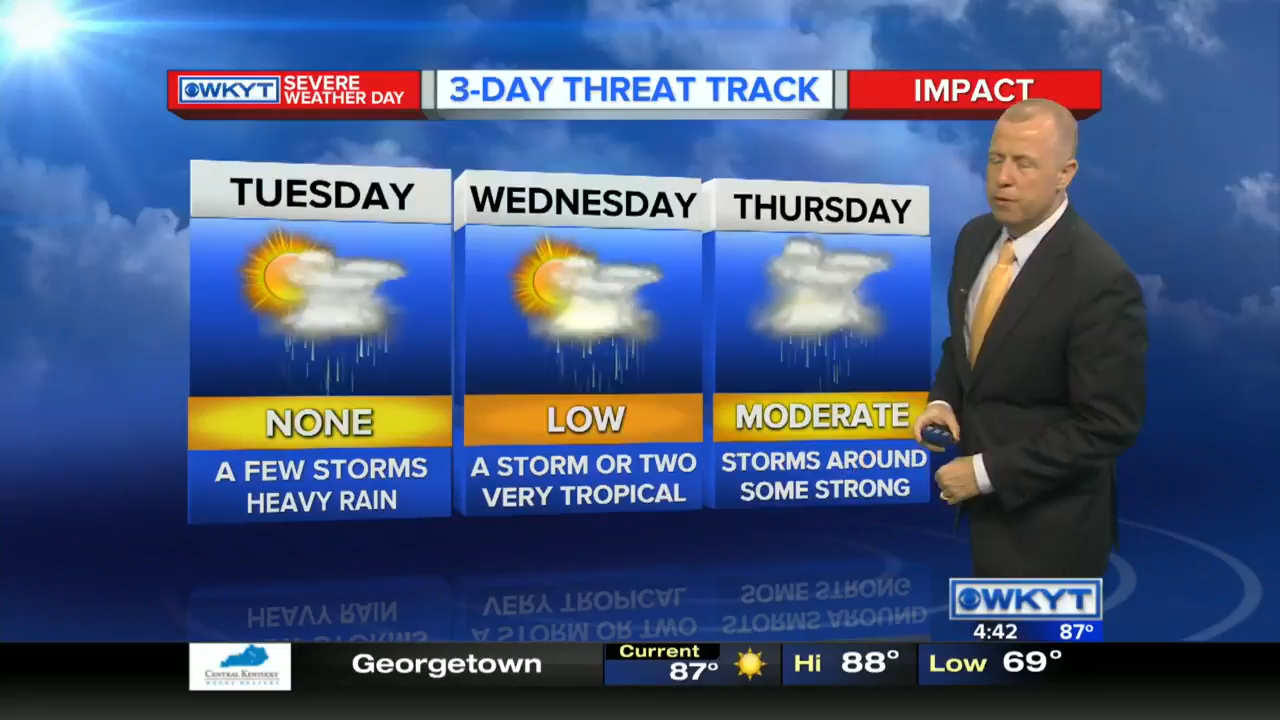 WKYT
SEVERE
WEATHER DAY
3-DAY THREAT TRACK
IMPACT
TUESDAY
NONE
A FEW STORMS
HEAVY RAIN
WEDNESDAY
LOW
A STORM OR TWO
VERY TROPICAL
THURSDAY
MODERATE
STORMS AROUND
SOME STRONG
WKYT
4:42 87°
CENTRAL KENTUCKY
Georgetown
Current
87°
Hi 88°
Low 69°